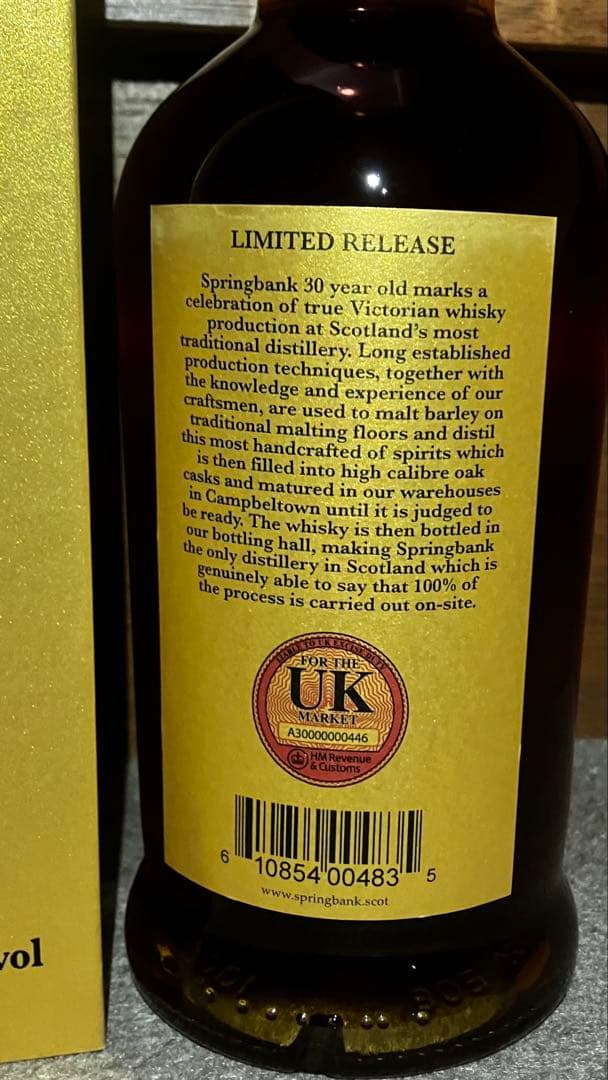 LIMITED RELEASE
Springbank 30 year old marks a
celebration of true Victorian whisky
production at Scotland's most
traditional distillery. Long established
production techniques, together with
the knowledge and experience of our
craftsmen, are used to malt barley on
traditional malting floors and distil
this most handcrafted of spirits which
is then filled into high calibre oak
casks and matured in our warehouses
in Campbeltown until it is judged to
be ready. The whisky is then bottled in
our bottling hall, making Springbank
the only distillery in Scotland which is
genuinely able to say that 100% of
the process is carried out on-site.
LIABLE TO UK EXCISE DUTY
FOR THE
UK
MARKET
A30000000446
HM Revenue
& Customs
6 10854 00483 5
www.springbank.scot
vol